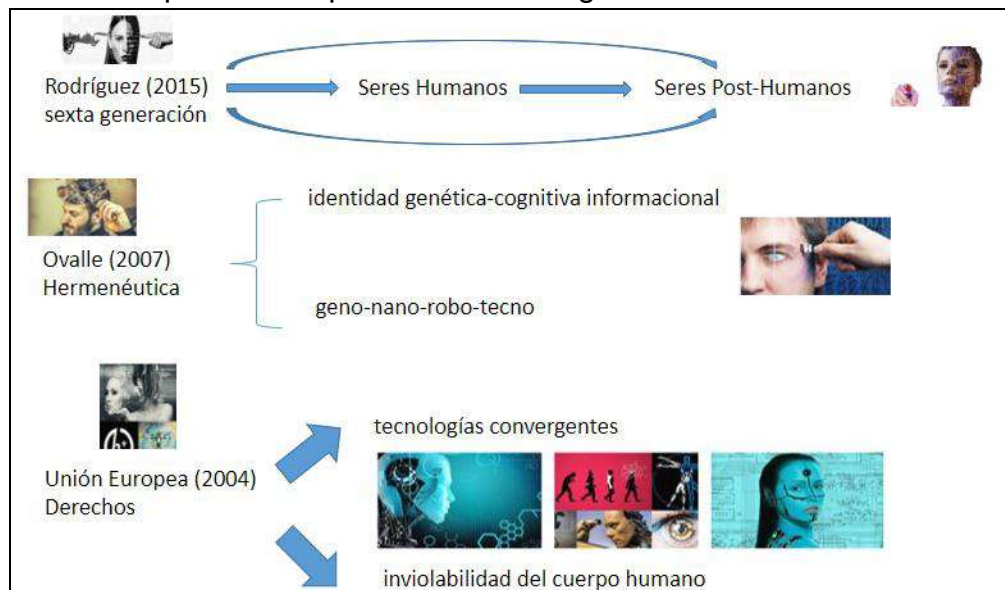 Rodríguez (2015)
sexta generación
Seres Humanos
Seres Post-Humanos
identidad genética-cognitiva informacional
Ovalle (2007)
Hermenéutica
geno-nano-robo-tecno
tecnologías convergentes
Unión Europea (2004)
Derechos
inviolabilidad del cuerpo humano